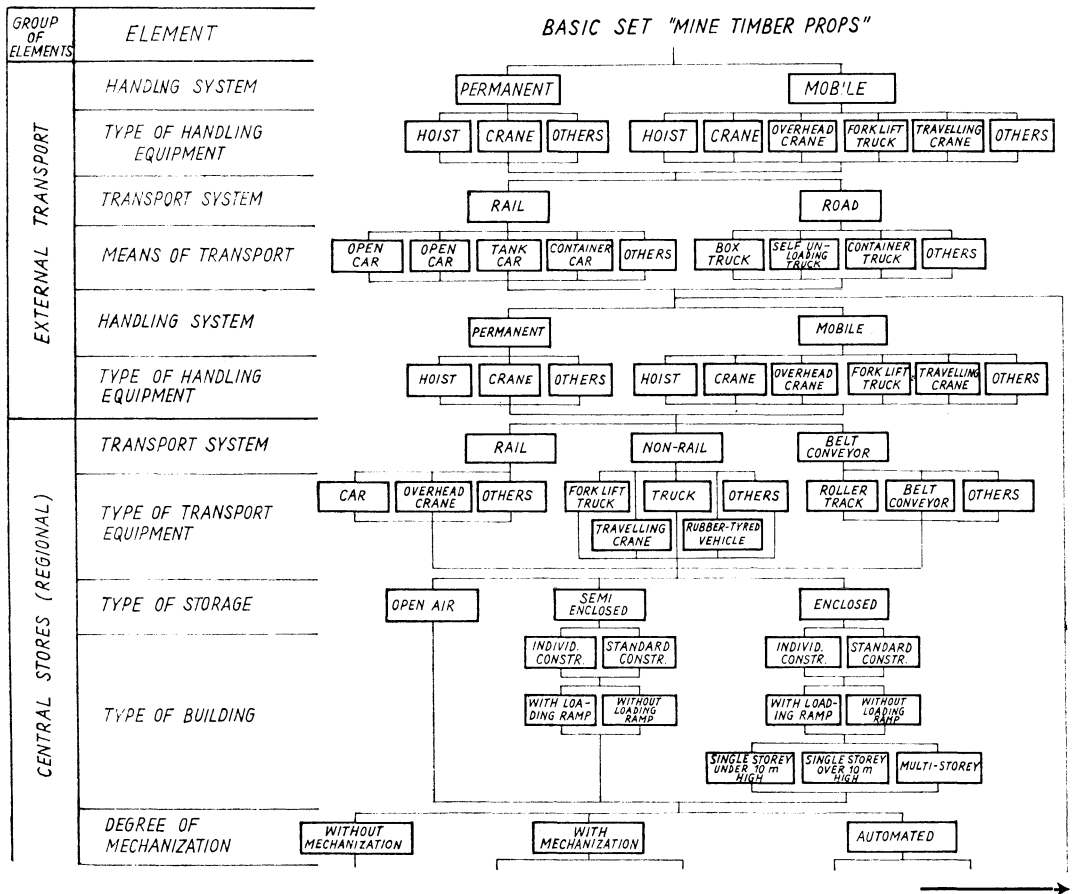 GROUP
OF
ELEMENTS
ELEMENT
BASIC SET "MINE TIMBER PROPS"
EXTERNAL TRANSPORT
HANDLNG SYSTEM
PERMANENT
MOBILE
TYPE OF HANDLING
EQUIPMENT
HOIST
CRANE
OTHERS
HOIST
CRANE
OVERHEAD
CRANE
FORK LIFT
TRUCK
TRAVELLING
CRANE
OTHERS
TRANSPORT SYSTEM
RAIL
ROAD
MEANS OF TRANSPORT
OPEN
CAR
OPEN
CAR
TANK
CAR
CONTAINER
CAR
OTHERS
BOX
TRUCK
SELF UN-
LOADING
TRUCK
CONTAINER
TRUCK
OTHERS
HANDLING SYSTEM
PERMANENT
MOBILE
TYPE OF HANDLING
EQUIPMENT
HOIST
CRANE
OTHERS
HOIST
CRANE
OVERHEAD
CRANE
FORK LIFT
TRUCK
TRAVELLING
CRANE
OTHERS
CENTRAL STORES (REGIONAL)
TRANSPORT SYSTEM
RAIL
NON-RAIL
BELT
CONVEYOR
TYPE OF TRANSPORT
EQUIPMENT
CAR
OVERHEAD
CRANE
OTHERS
FORK LIFT
TRUCK
TRUCK
OTHERS
TRAVELLING
CRANE
RUBBER-TYRED
VEHICLE
ROLLER
TRACK
BELT
CONVEYOR
OTHERS
TYPE OF STORAGE
OPEN AIR
SEMI
ENCLOSED
ENCLOSED
TYPE OF BUILDING
INDIVID.
CONSTR.
STANDARD
CONSTR.
INDIVID.
CONSTR.
STANDARD
CONSTR.
WITH LOA-
DING RAMP
WITHOUT
LOADING
RAMP
WITH LOAD-
ING RAMP
WITHOUT
LOADING
RAMP
SINGLE STOREY
UNDER 10 m
HIGH
SINGLE STOREY
OVER 10 m
HIGH
MULTI-STOREY
DEGREE OF
MECHANIZATION
WITHOUT
MECHANIZATION
WITH
MECHANIZATION
AUTOMATED